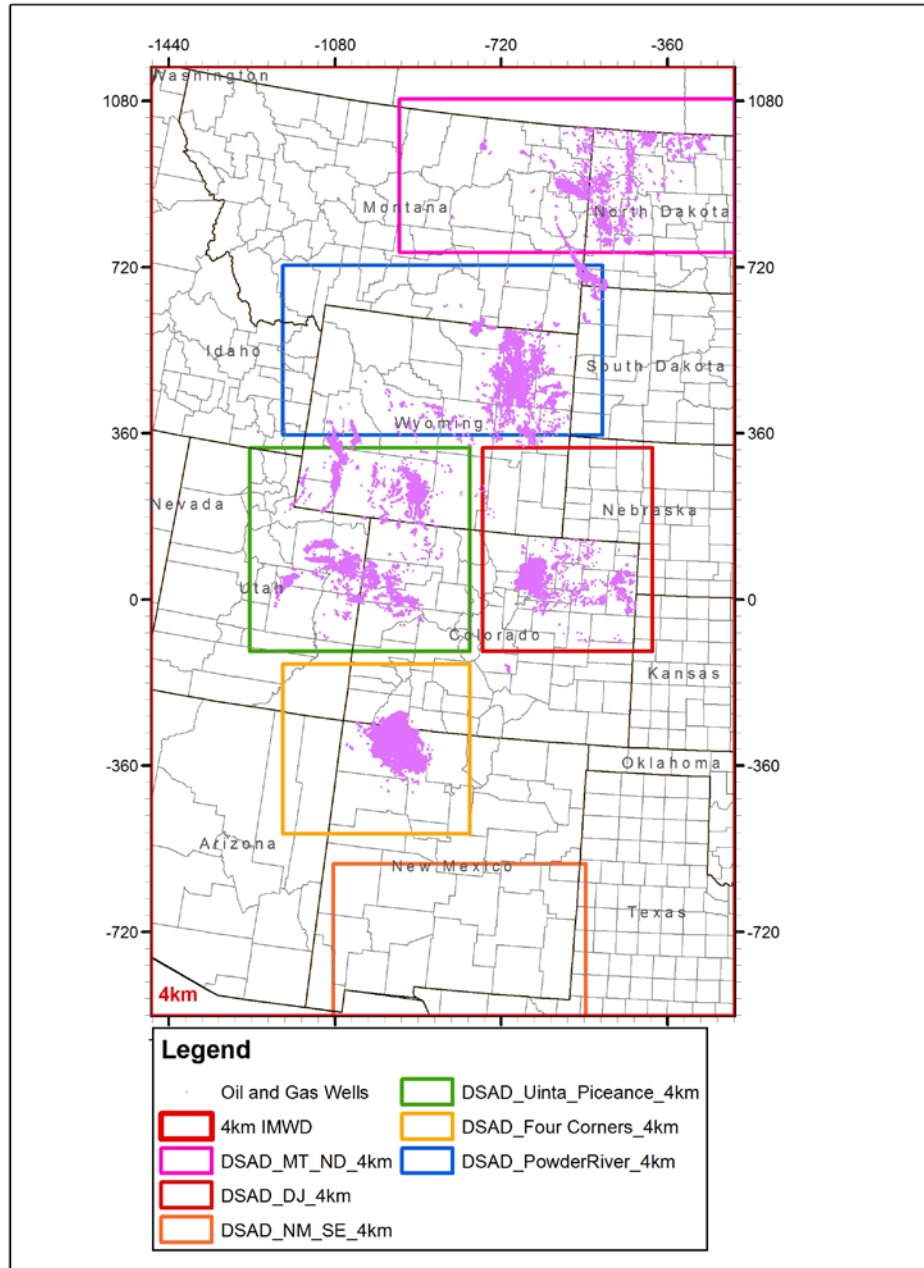 -1440 -1080 -720 -360
Washington
1080 1080
Montana North Dakota
720 720
Idaho South Dakota
360 Wyoming 360
Nevada Nebraska
0 Utah 0
Colorado
Kansas
-360 Oklahoma -360
Arizona
New Mexico
Texas
-720 -720
4km
Legend
Oil and Gas Wells
4km IMWD
DSAD_MT_ND_4km
DSAD_DJ_4km
DSAD_NM_SE_4km
DSAD_Uinta_Piceance_4km
DSAD_Four Corners_4km
DSAD_PowderRiver_4km